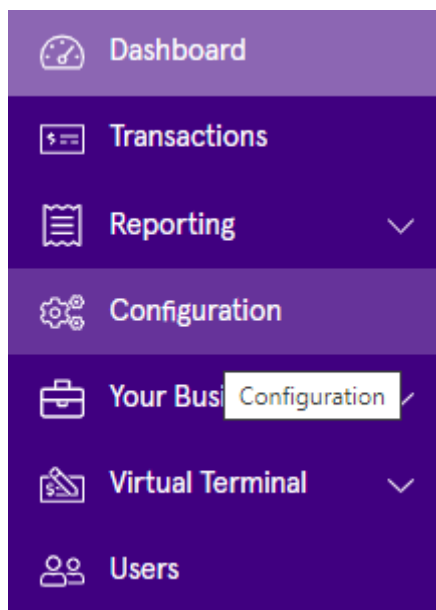 Dashboard
Transactions
Reporting
Configuration
Your Busi
Configuration
Virtual Terminal
Users